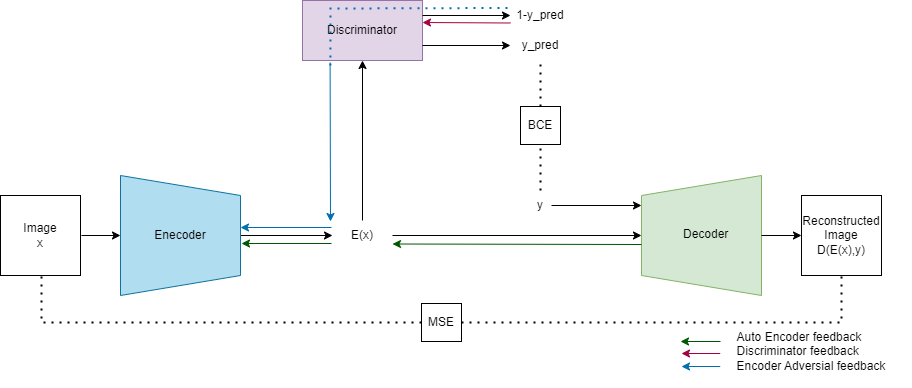 1-y_pred
Discriminator
y_pred
BCE
y
Image
x
Enecoder
E(x)
Decoder
Reconstructed
Image
D(E(x),y)
MSE
Auto Encoder feedback
Discriminator feedback
Encoder Adversial feedback